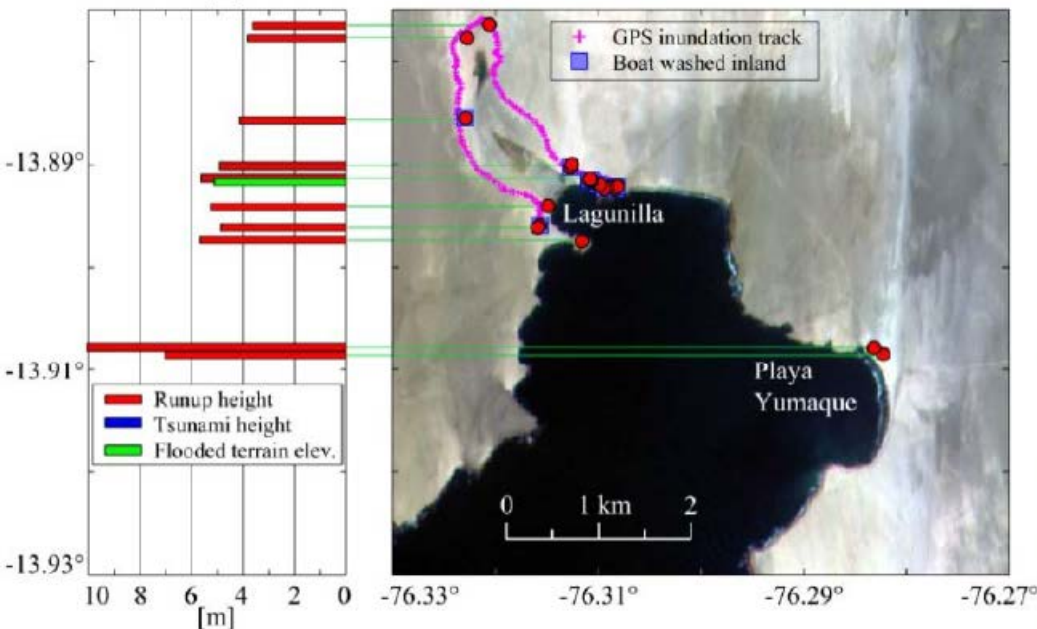 GPS inundation track
Boat washed inland
-13.89°
Lagunilla
-13.91°
Playa
Yumaque
Runup height
Tsunami height
Flooded terrain elev.
0 1 km 2
-13.93°
10 8 6 4 2 0
[m]
-76.33° -76.31° -76.29° -76.27°